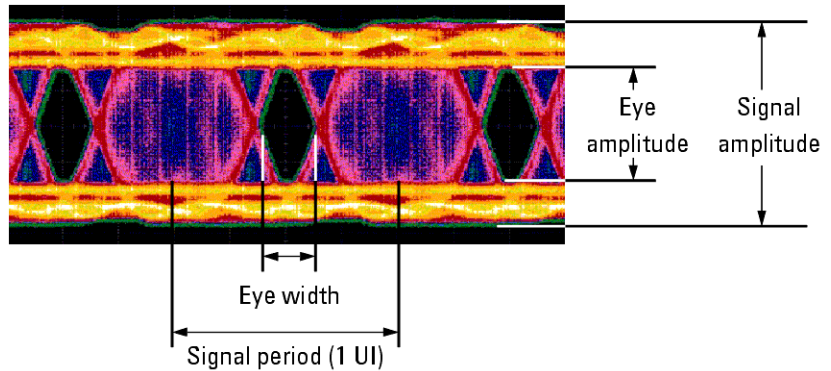 Eye
amplitude
Signal
amplitude
Eye width
Signal period (1 UI)